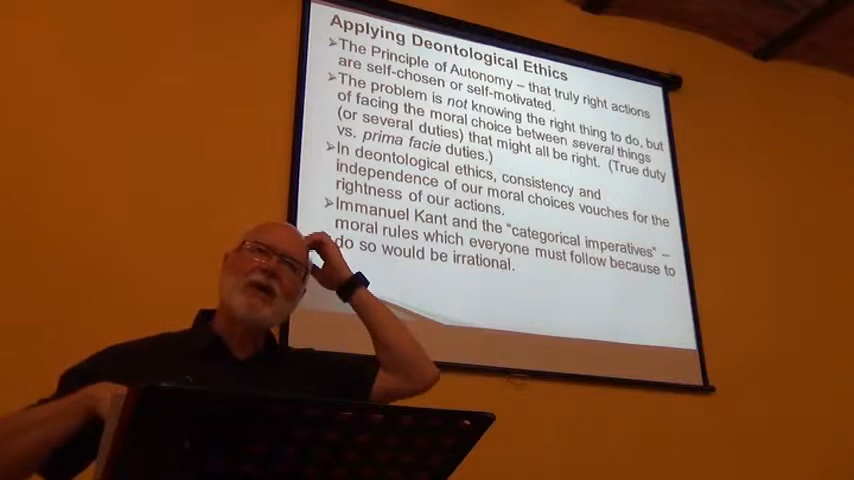 Applying Deontological Ethics
➢The Principle of Autonomy – that truly right actions
are self-chosen or self-motivated.
➢The problem is not knowing the right thing to do, but
of facing the moral choice between several things
(or several duties) that might all be right. (True duty
vs. prima facie duties.)
➢In deontological ethics, consistency and
independence of our moral choices vouches for the
rightness of our actions.
➢Immanuel Kant and the "categorical imperatives" –
moral rules which everyone must follow because to
do so would be irrational.